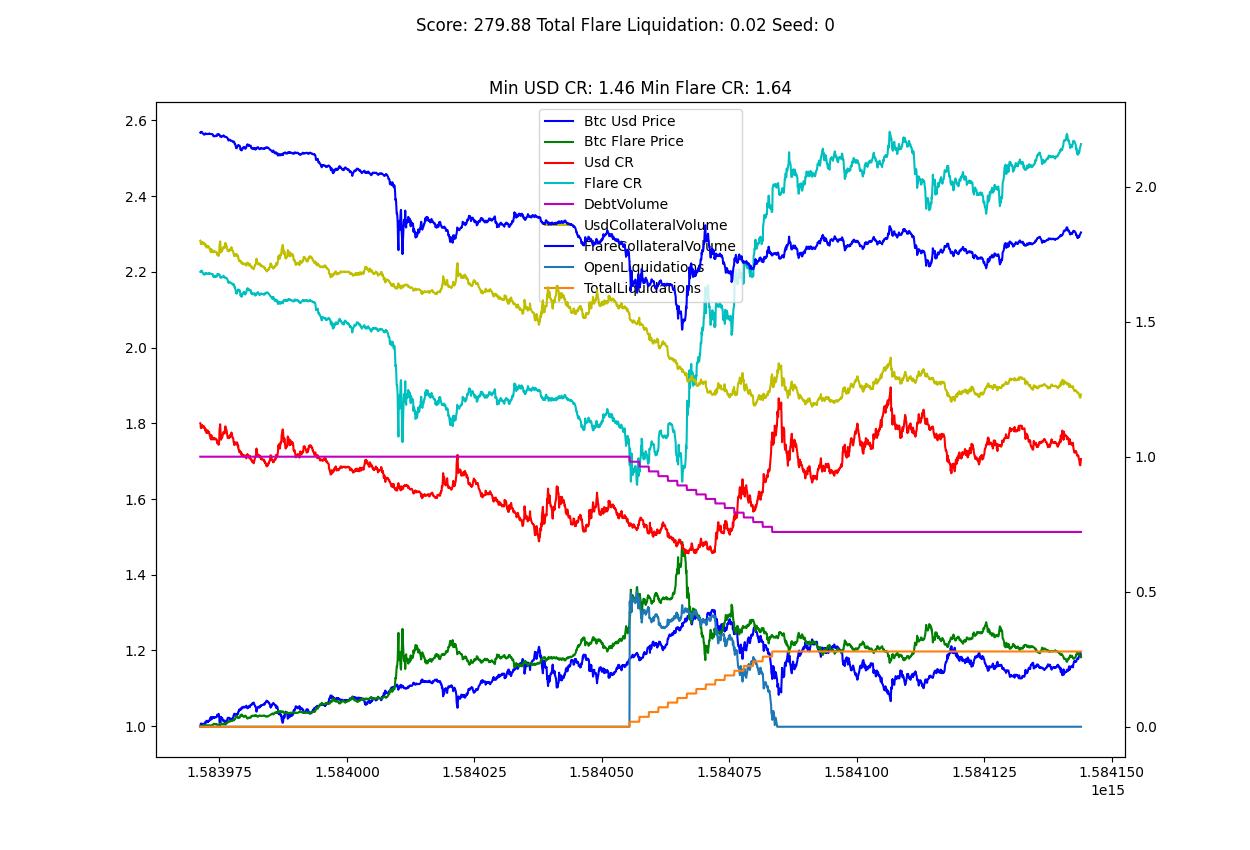 Score: 279.88 Total Flare Liquidation: 0.02 Seed: 0
Min USD CR: 1.46 Min Flare CR: 1.64
Btc Usd Price
Btc Flare Price
Usd CR
Flare CR
DebtVolume
UsdCollateralVolume
FlareCollateralVolume
OpenLiquidations
TotalLiquidations
2.6
2.4
2.2
2.0
1.8
1.6
1.4
1.2
1.0
2.0
1.5
1.0
0.5
0.0
1.583975 1.584000 1.584025 1.584050 1.584075 1.584100 1.584125 1.584150
1e15